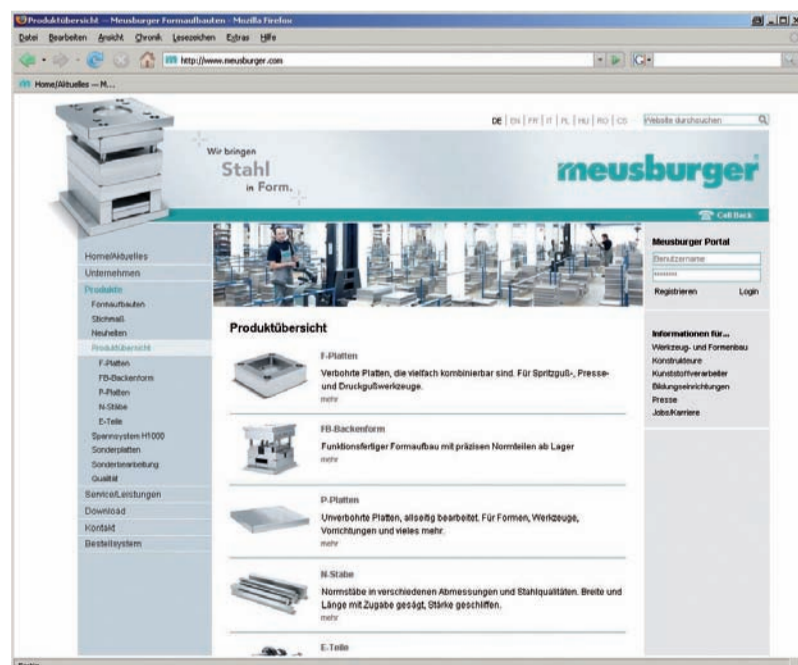 Produktübersicht — Meusburger Formaufbauten - Mozilla Firefox
Datei Bearbeiten Ansicht Chronik Lesezeichen Extras Hilfe
http://www.meusburger.com
G
m Home/Aktuelles — M...
DE | EN | FR | IT | PL | HU | RO | CS
Website durchsuchen
Wir bringen
Stahl
in Form.
meusburger
Call Back
Home/Aktuelles
Unternehmen
Produkte
Formaufbauten
Stichmaß
Neuheiten
Produktübersicht
F-Platten
FB-Backenform
P-Platten
N-Stäbe
E-Teile
Spannsystem H1000
Sonderplatten
Sonderbearbeitung
Qualität
Service/Leistungen
Download
Kontakt
Bestellsystem
Produktübersicht
F-Platten
Verbohrte Platten, die vielfach kombinierbar sind. Für Spritzguß-, Presse-
und Druckgußwerkzeuge.
mehr
FB-Backenform
Funktionsfertiger Formaufbau mit präzisen Normteilen ab Lager
mehr
P-Platten
Unverbohrte Platten, allseitig bearbeitet. Für Formen, Werkzeuge,
Vorrichtungen und vieles mehr.
mehr
N-Stäbe
Normstäbe in verschiedenen Abmessungen und Stahlqualitäten. Breite und
Länge mit Zugabe gesägt, Stärke geschliffen.
mehr
E-Teile
Meusburger Portal
Benutzername
********
Registrieren Login
Informationen für...
Werkzeug- und Formenbau
Konstrukteure
Kunststoffverarbeiter
Bildungseinrichtungen
Presse
Jobs/Karriere